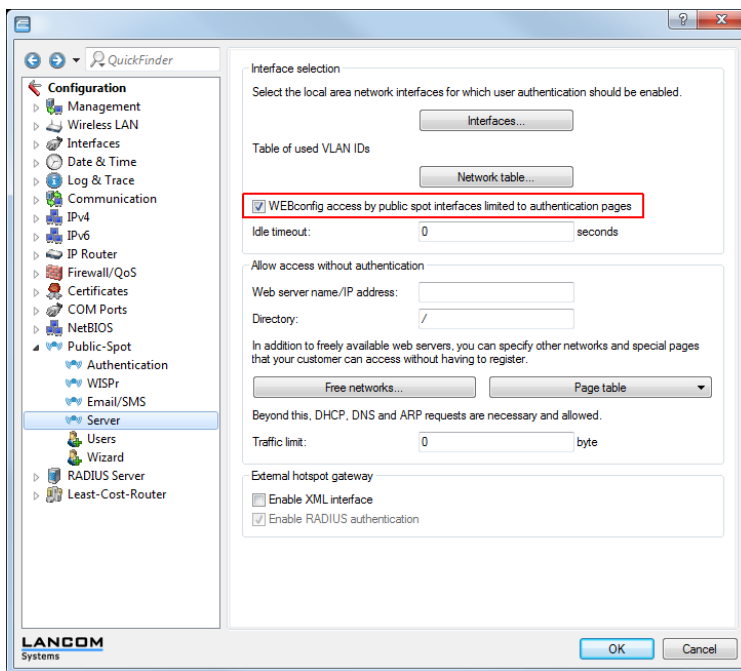 QuickFinder
Configuration
Management
Wireless LAN
Interfaces
Date & Time
Log & Trace
Communication
IPv4
IPv6
IP Router
Firewall/QoS
Certificates
COM Ports
NetBIOS
Public-Spot
Authentication
WISPr
Email/SMS
Server
Users
Wizard
RADIUS Server
Least-Cost-Router
LANCOM
Systems
Interface selection
Select the local area network interfaces for which user authentication should be enabled.
Interfaces...
Table of used VLAN IDs
Network table...
WEBconfig access by public spot interfaces limited to authentication pages
Idle timeout: 0 seconds
Allow access without authentication
Web server name/IP address:
Directory: /
In addition to freely available web servers, you can specify other networks and special pages
that your customer can access without having to register.
Free networks... Page table
Beyond this, DHCP, DNS and ARP requests are necessary and allowed.
Traffic limit: 0 byte
External hotspot gateway
Enable XML interface
Enable RADIUS authentication
OK Cancel